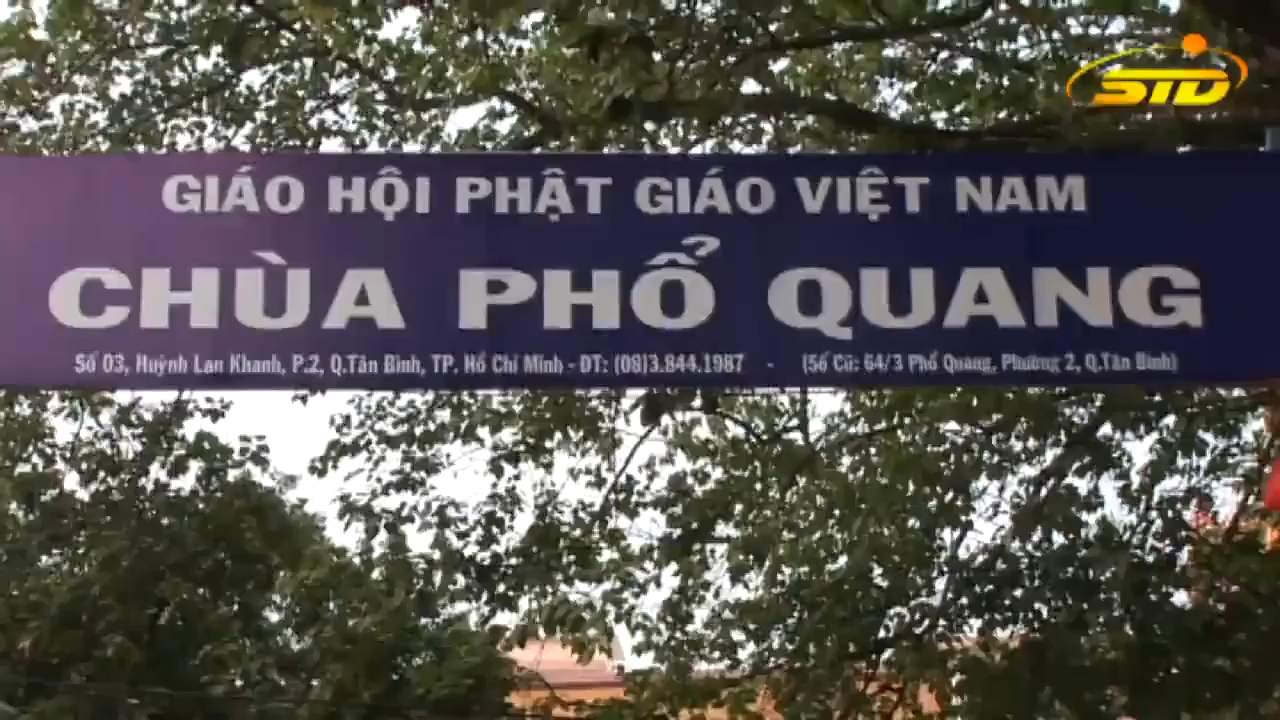 STD
GIÁO HỘI PHẬT GIÁO VIỆT NAM
CHÙA PHỔ QUANG
Số 03, Huỳnh Lan Khanh, P.2, Q.Tân Bình, TP. Hồ Chí Minh - ĐT: (08)3.844.1987 - (Số Cũ: 64/3 Phổ Quang, Phường 2, Q.Tân Bình)